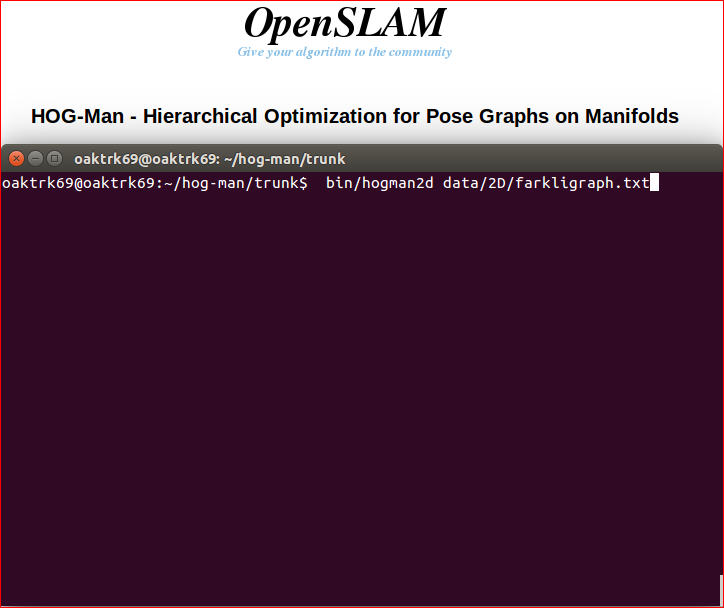 OpenSLAM
Give your algorithm to the community
HOG-Man - Hierarchical Optimization for Pose Graphs on Manifolds
oaktrk69@oaktrk69: ~/hog-man/trunk
oaktrk69@oaktrk69:~/hog-man/trunk$  bin/hogman2d data/2D/farkligraph.txt